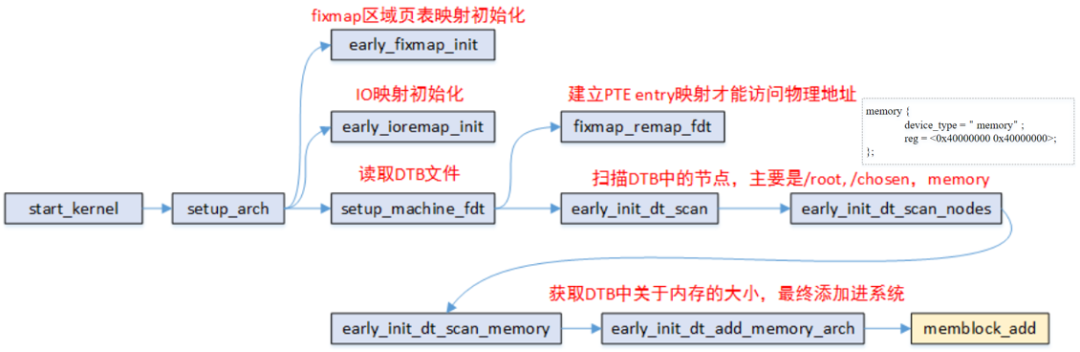 fixmap区域页表映射初始化
early_fixmap_init
IO映射初始化
early_ioremap_init
建立PTE entry映射才能访问物理地址
fixmap_remap_fdt
memory {
device_type = " memory" ;
reg = <0x40000000 0x40000000>;
};
读取DTB文件
扫描DTB中的节点，主要是/root, /chosen，memory
start_kernel
setup_arch
setup_machine_fdt
early_init_dt_scan
early_init_dt_scan_nodes
获取DTB中关于内存的大小，最终添加进系统
early_init_dt_scan_memory
early_init_dt_add_memory_arch
memblock_add